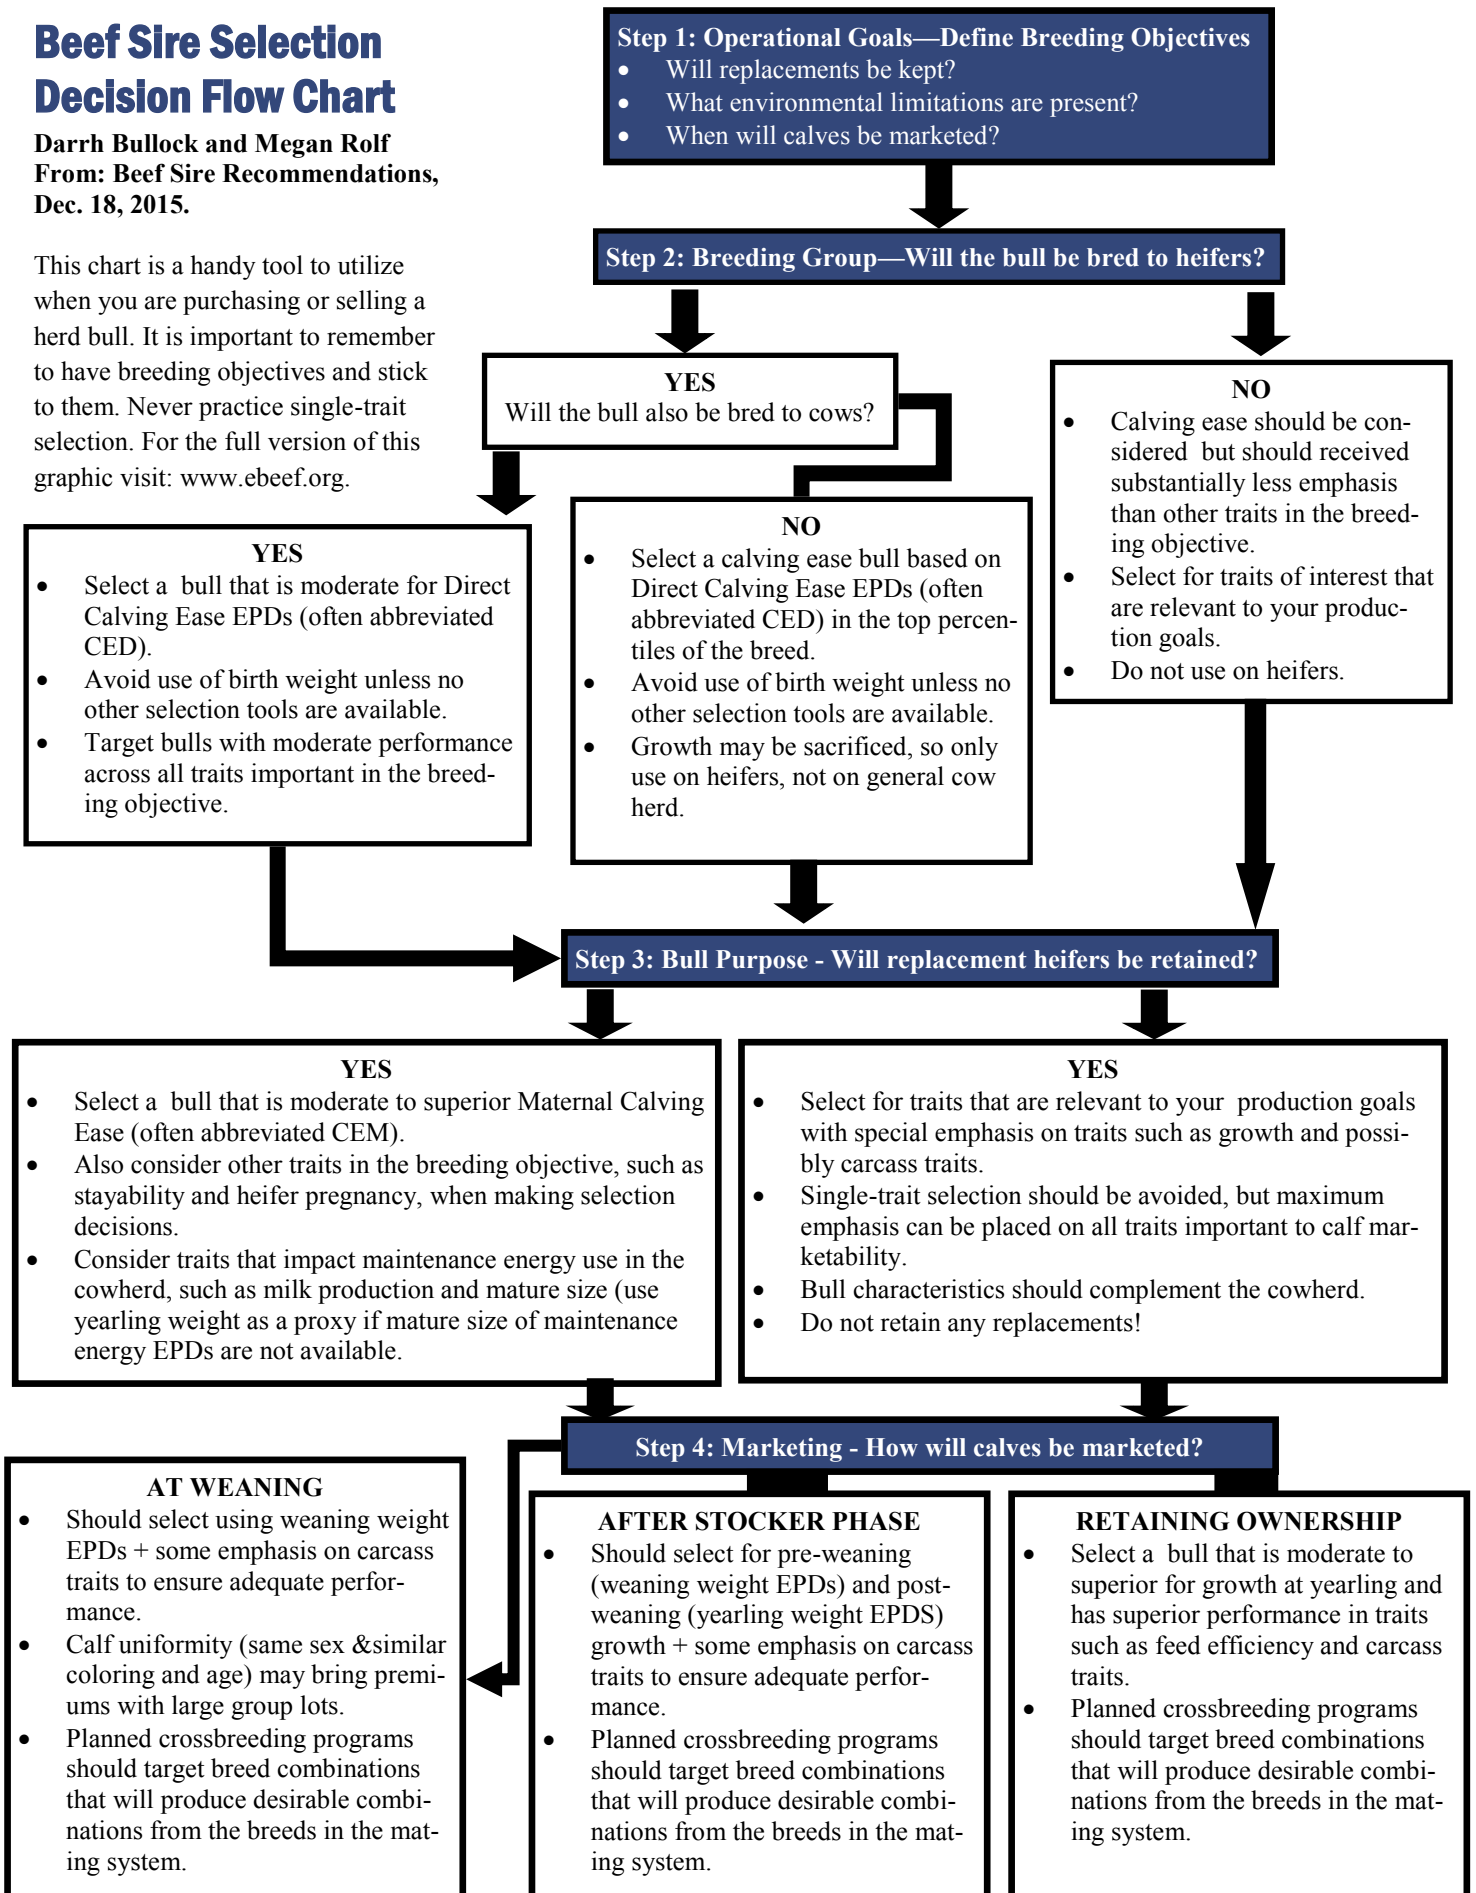 Beef Sire Selection
Decision Flow Chart
Darrh Bullock and Megan Rolf
From: Beef Sire Recommendations,
Dec. 18, 2015.
This chart is a handy tool to utilize
when you are purchasing or selling a
herd bull. It is important to remember
to have breeding objectives and stick
to them. Never practice single-trait
selection. For the full version of this
graphic visit: www.ebeef.org.
Step 1: Operational Goals—Define Breeding Objectives
• Will replacements be kept?
• What environmental limitations are present?
• When will calves be marketed?
Step 2: Breeding Group—Will the bull be bred to heifers?
YES
Will the bull also be bred to cows?
NO
• Calving ease should be con-
sidered but should received
substantially less emphasis
than other traits in the breed-
ing objective.
• Select for traits of interest that
are relevant to your produc-
tion goals.
• Do not use on heifers.
YES
• Select a bull that is moderate for Direct
Calving Ease EPDs (often abbreviated
CED).
• Avoid use of birth weight unless no
other selection tools are available.
• Target bulls with moderate performance
across all traits important in the breed-
ing objective.
NO
• Select a calving ease bull based on
Direct Calving Ease EPDs (often
abbreviated CED) in the top percen-
tiles of the breed.
• Avoid use of birth weight unless no
other selection tools are available.
• Growth may be sacrificed, so only
use on heifers, not on general cow
herd.
Step 3: Bull Purpose - Will replacement heifers be retained?
YES
• Select a bull that is moderate to superior Maternal Calving
Ease (often abbreviated CEM).
• Also consider other traits in the breeding objective, such as
stayability and heifer pregnancy, when making selection
decisions.
• Consider traits that impact maintenance energy use in the
cowherd, such as milk production and mature size (use
yearling weight as a proxy if mature size of maintenance
energy EPDs are not available.
YES
• Select for traits that are relevant to your production goals
with special emphasis on traits such as growth and possi-
bly carcass traits.
• Single-trait selection should be avoided, but maximum
emphasis can be placed on all traits important to calf mar-
ketability.
• Bull characteristics should complement the cowherd.
• Do not retain any replacements!
Step 4: Marketing - How will calves be marketed?
AT WEANING
• Should select using weaning weight
EPDs + some emphasis on carcass
traits to ensure adequate perfor-
mance.
• Calf uniformity (same sex &similar
coloring and age) may bring premi-
ums with large group lots.
• Planned crossbreeding programs
should target breed combinations
that will produce desirable combi-
nations from the breeds in the mat-
ing system.
AFTER STOCKER PHASE
• Should select for pre-weaning
(weaning weight EPDs) and post-
weaning (yearling weight EPDS)
growth + some emphasis on carcass
traits to ensure adequate perfor-
mance.
• Planned crossbreeding programs
should target breed combinations
that will produce desirable combi-
nations from the breeds in the mat-
ing system.
RETAINING OWNERSHIP
• Select a bull that is moderate to
superior for growth at yearling and
has superior performance in traits
such as feed efficiency and carcass
traits.
• Planned crossbreeding programs
should target breed combinations
that will produce desirable combi-
nations from the breeds in the mat-
ing system.